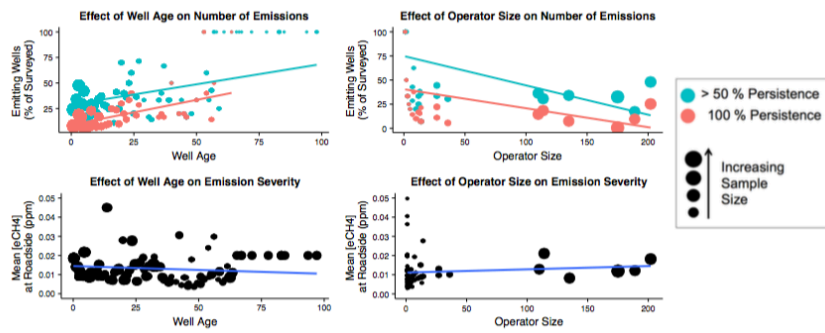 Effect of Well Age on Number of Emissions
Emitting Wells
(% of Surveyed)
100
75
50
25
0
25
50
75
100
Well Age
Effect of Operator Size on Number of Emissions
Emitting Wells
(% of Surveyed)
100
75
50
25
0
0
50
100
150
200
Operator Size
> 50 % Persistence
100 % Persistence
Increasing
Sample
Size
Effect of Well Age on Emission Severity
Mean [eCH4]
at Roadside (ppm)
0.05
0.04
0.03
0.02
0.01
0.00
0
25
50
75
100
Well Age
Effect of Operator Size on Emission Severity
Mean [eCH4]
at Roadside (ppm)
0.05
0.04
0.03
0.02
0.01
0.00
0
50
100
150
200
Operator Size